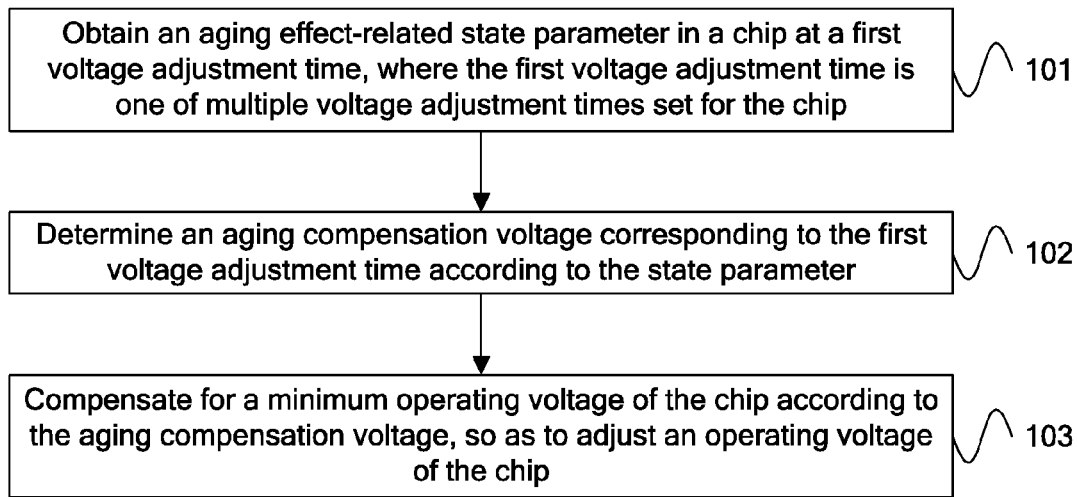 Obtain an aging effect-related state parameter in a chip at a first
voltage adjustment time, where the first voltage adjustment time is
one of multiple voltage adjustment times set for the chip
101
Determine an aging compensation voltage corresponding to the first
voltage adjustment time according to the state parameter
102
Compensate for a minimum operating voltage of the chip according to
the aging compensation voltage, so as to adjust an operating voltage
of the chip
103